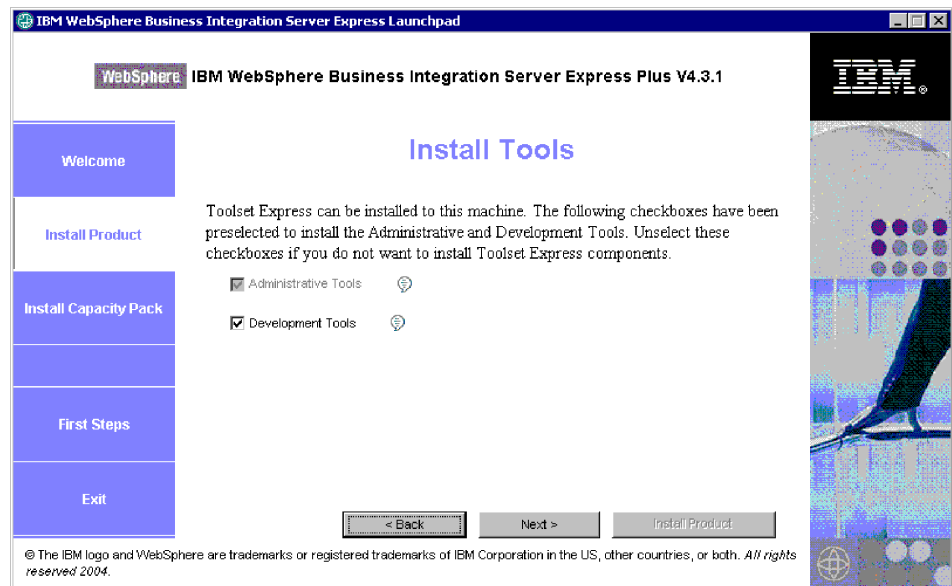 IBM WebSphere Business Integration Server Express Launchpad
WebSphere IBM WebSphere Business Integration Server Express Plus V4.3.1
IBM®
Welcome
Install Product
Install Capacity Pack
First Steps
Exit
Install Tools
Toolset Express can be installed to this machine. The following checkboxes have been
preselected to install the Administrative and Development Tools. Unselect these
checkboxes if you do not want to install Toolset Express components.
Administrative Tools
Development Tools
< Back
Next >
Install Product
© The IBM logo and WebSphere are trademarks or registered trademarks of IBM Corporation in the US, other countries, or both. All rights
reserved 2004.